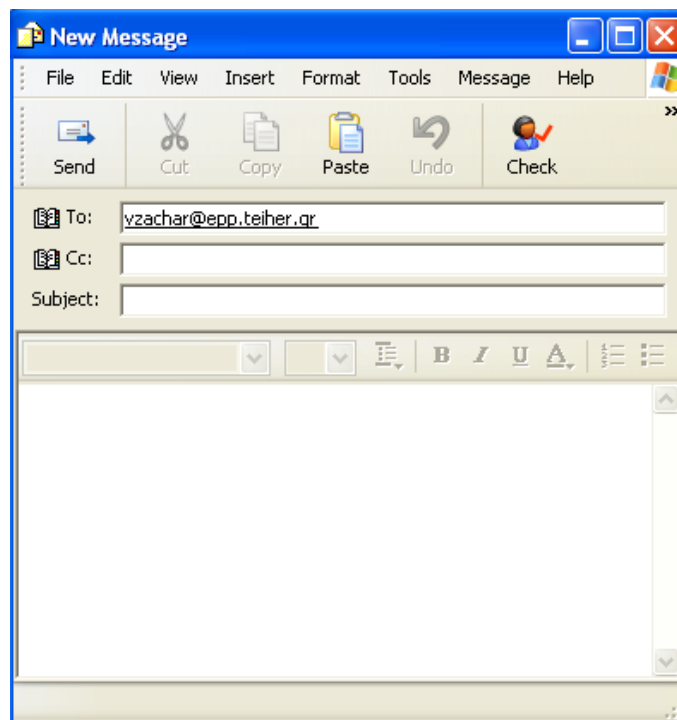 New Message
File Edit View Insert Format Tools Message Help
Send Cut Copy Paste Undo Check
To: vzachar@epp.teiher.gr
Cc:
Subject:
B I U A